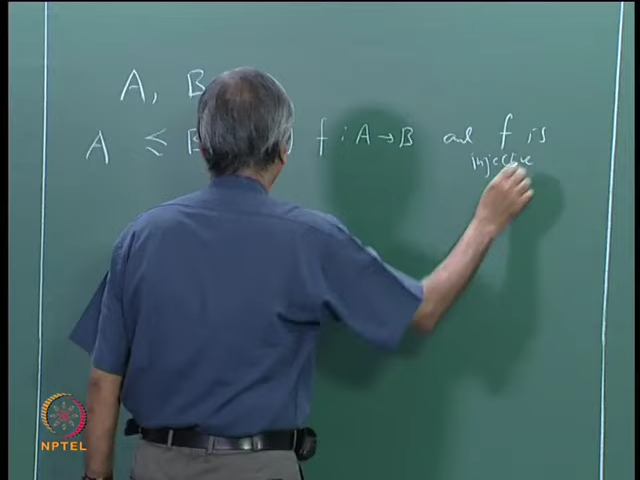 A, B
A ≤ B f : A → B and f is
injective
NPTEL